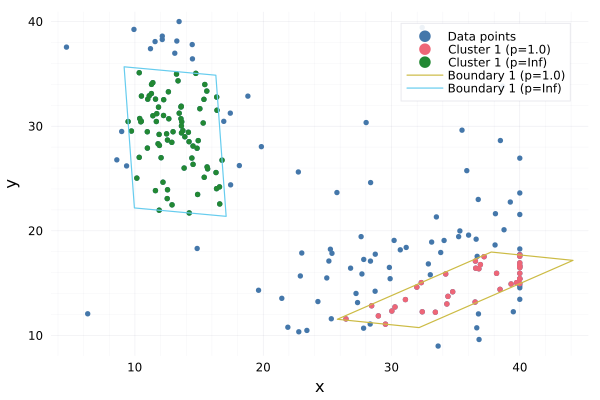 40
30
20
10
y
10
20
30
40
x
Data points
Cluster 1 (p=1.0)
Cluster 1 (p=Inf)
Boundary 1 (p=1.0)
Boundary 1 (p=Inf)